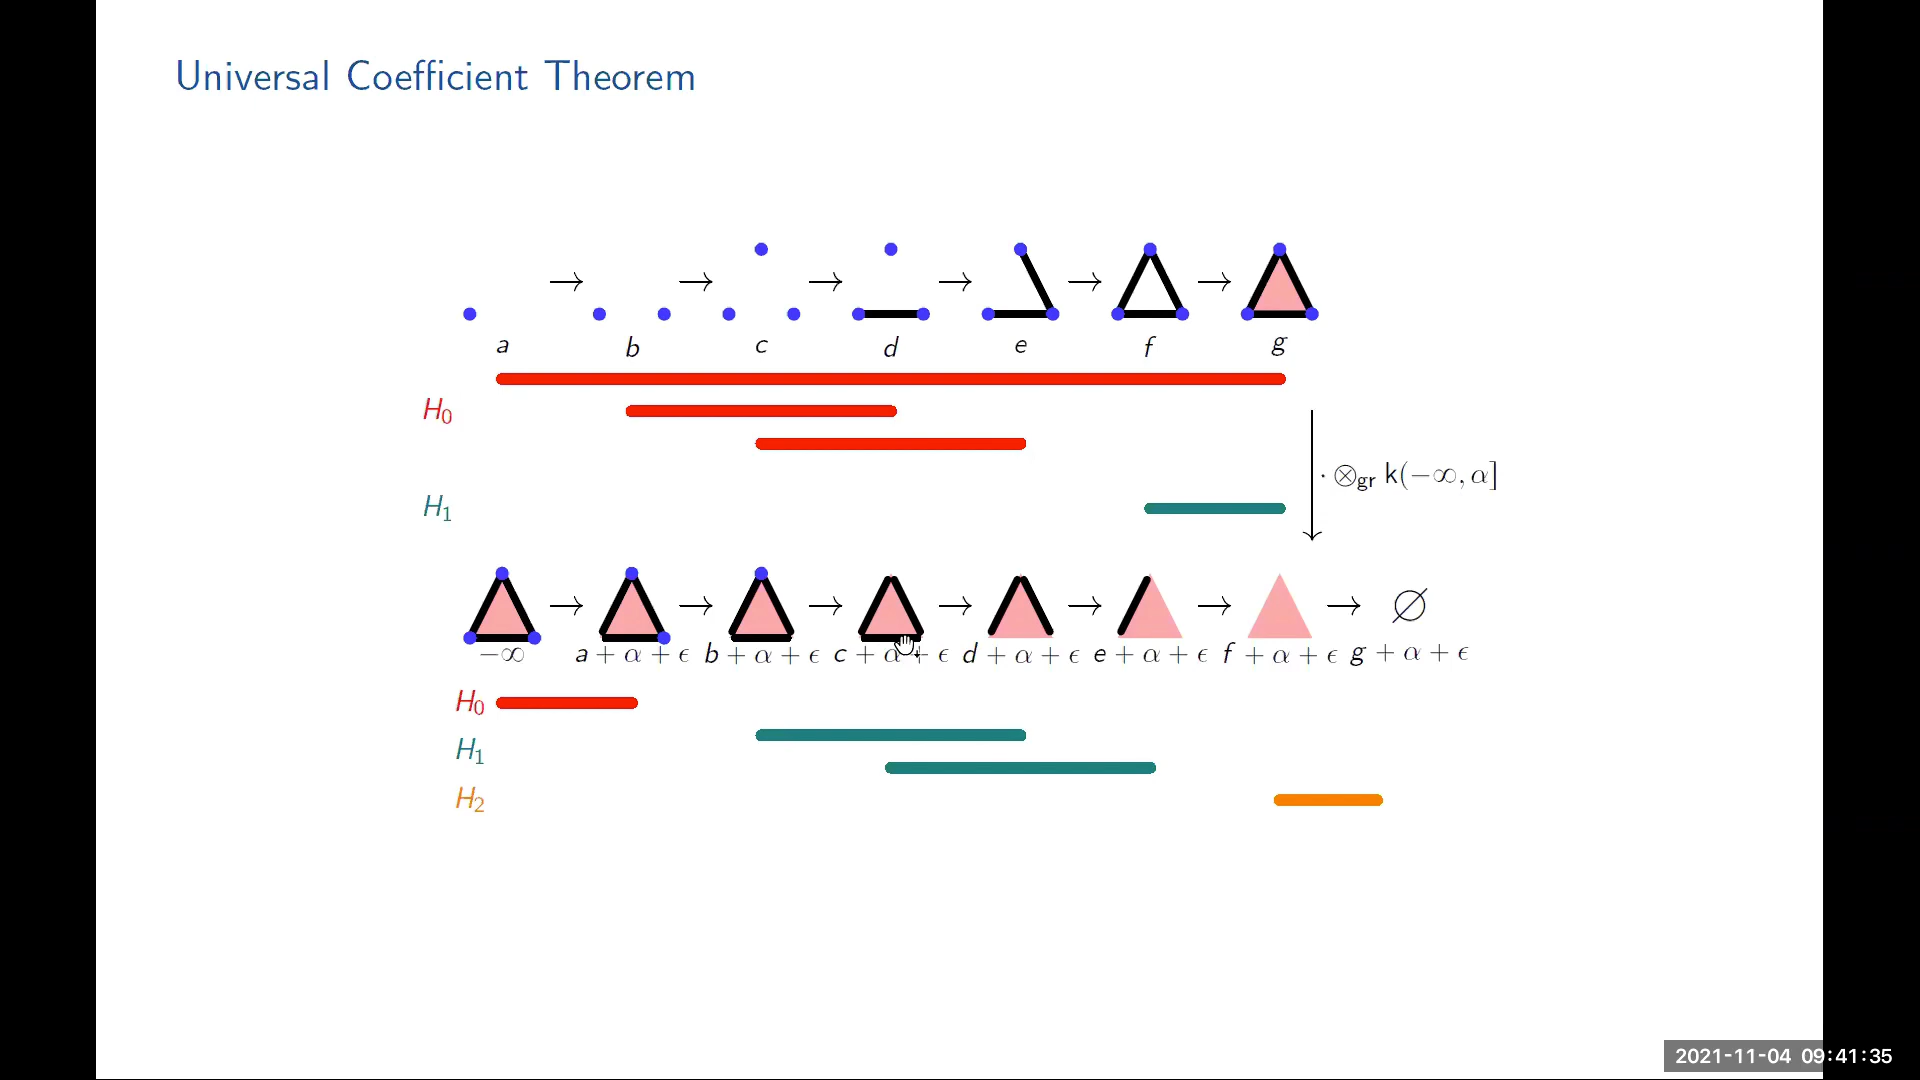 Universal Coefficient Theorem
→ → → → → →
a b c d e f g
H₀
· ⊗gr k(−∞, α]
H₁
→ → → → → → → ∅
−∞ a + α + ϵ b + α + ϵ c + α + ϵ d + α + ϵ e + α + ϵ f + α + ϵ g + α + ϵ
H₀
H₁
H₂
2021-11-04 09:41:35